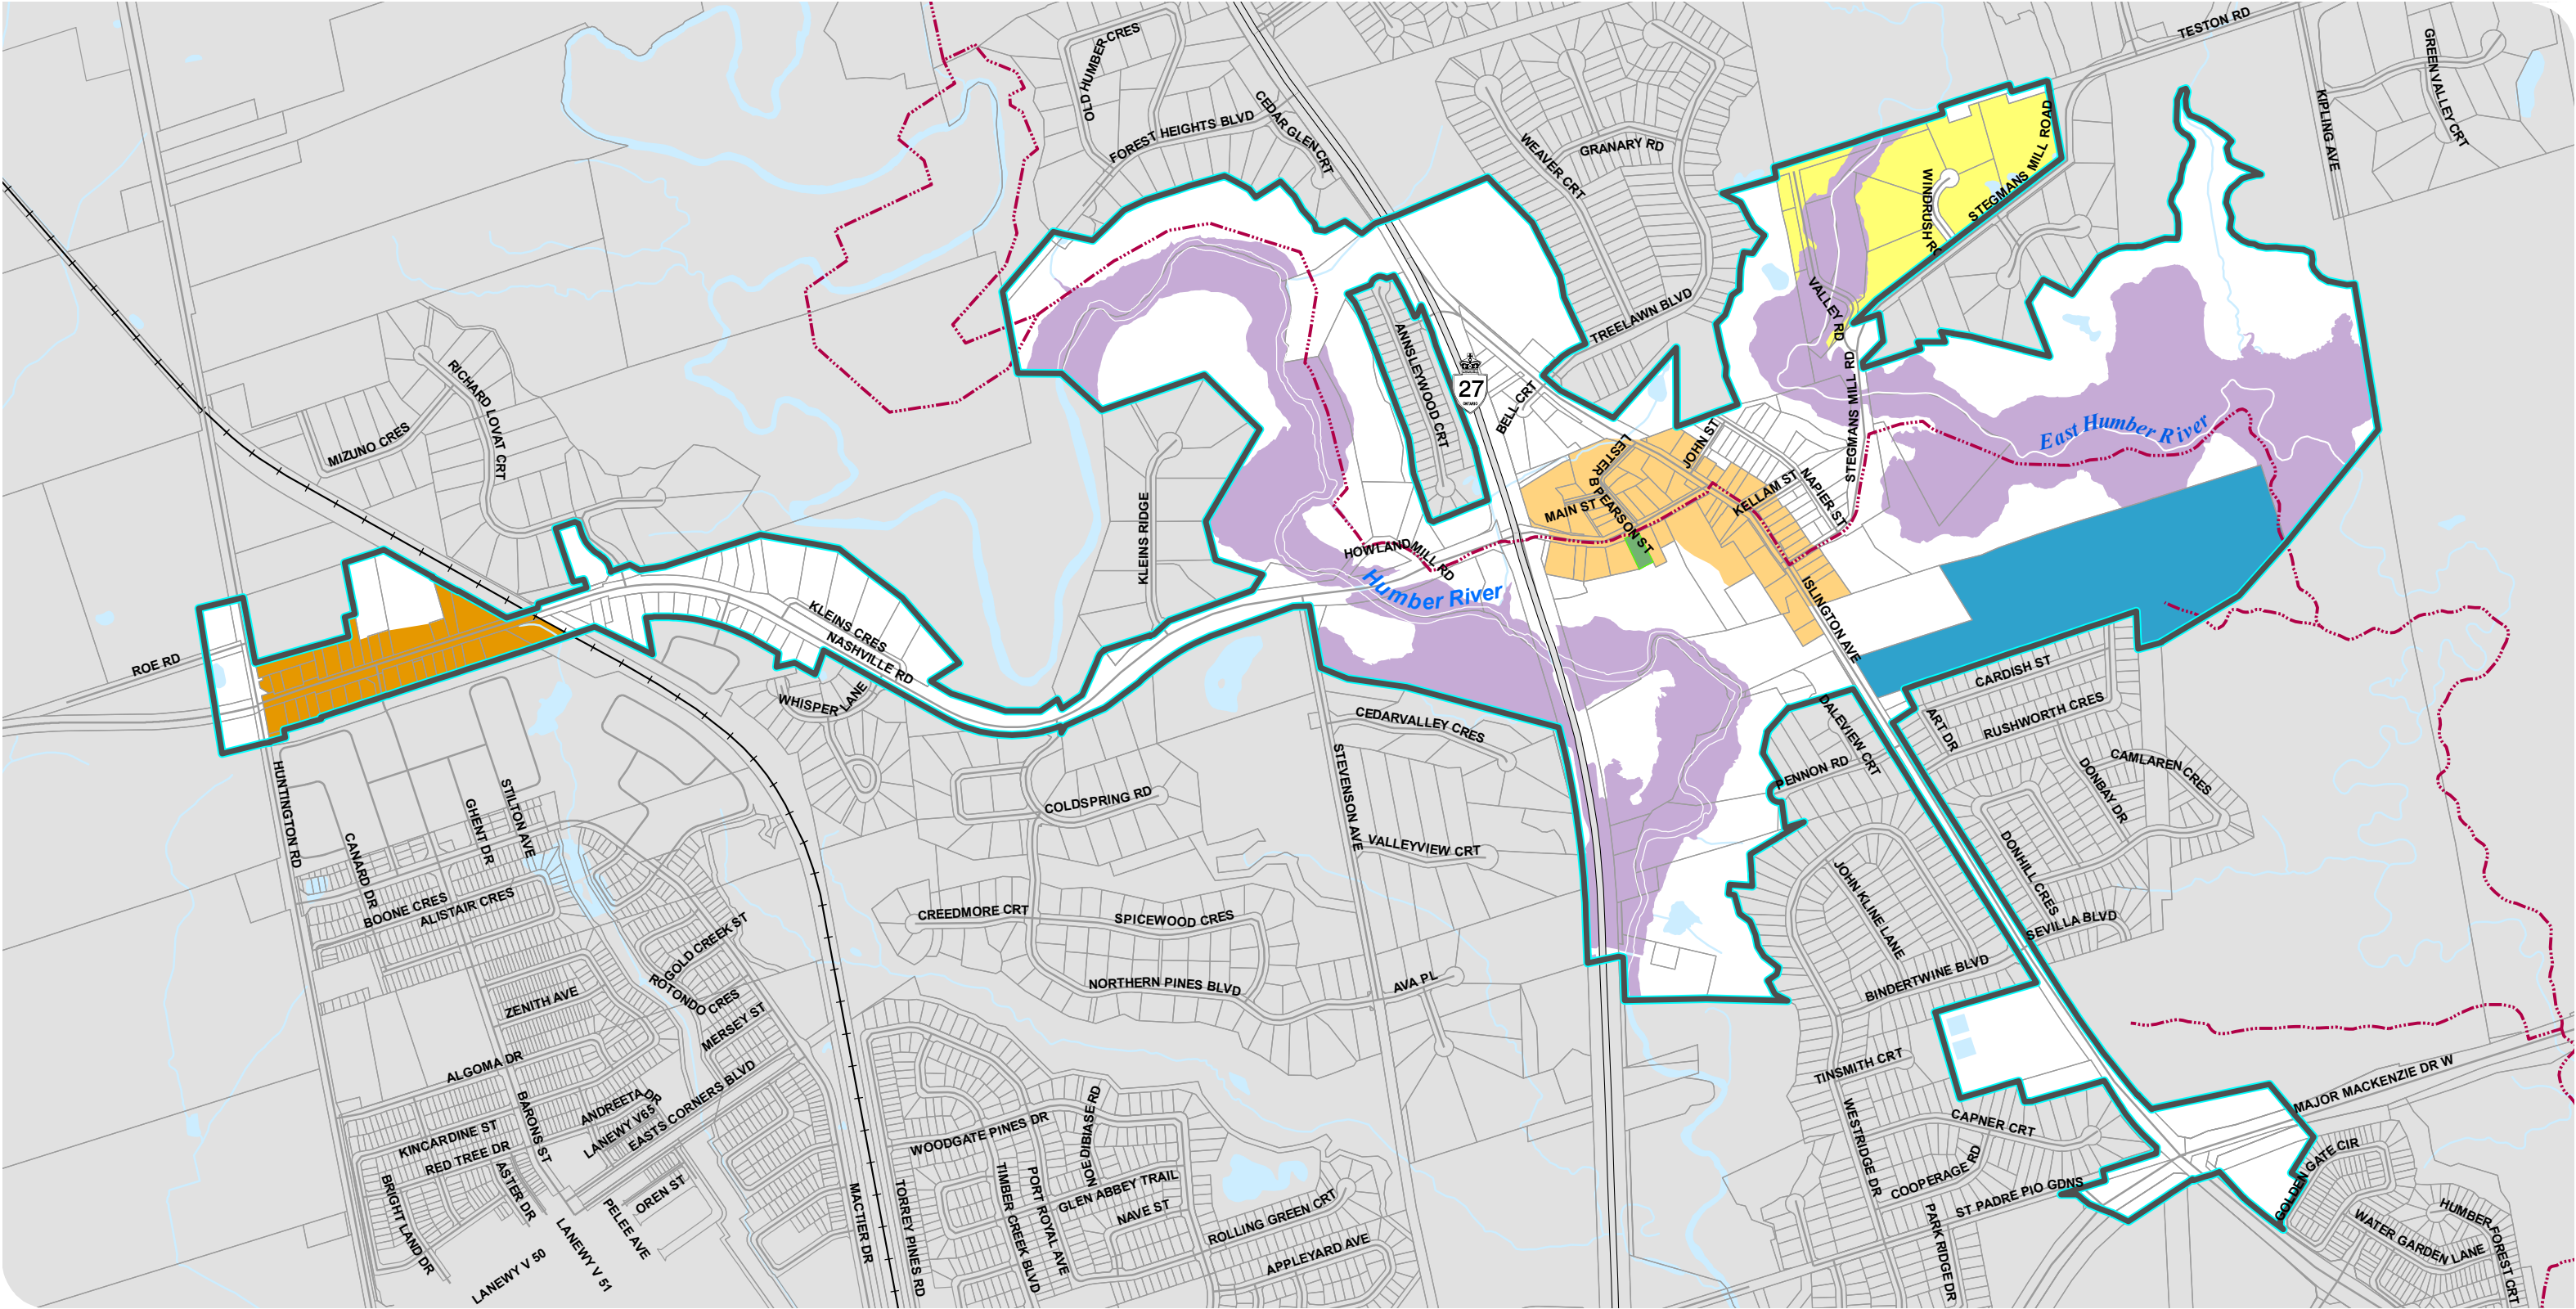 TESTON RD
OLD HUMBER CRES
GREEN VALLEY CRT
KIPLING AVE
CEDAR GLEN CRT
FOREST HEIGHTS BLVD
WEAVER CRT
GRANARY RD
WINDRUSH RD
STEGMANS MILL ROAD
VALLEY RD
TREELAWN BLVD
ANNSLEYWOOD CRT
27
ONTARIO
BELL CRT
STEGMANS MILL RD
RICHARD LOVAT CRT
MIZUNO CRES
East Humber River
JOHN ST
LESTER B PEARSON ST
MAIN ST
KELLAM ST
NAPIER ST
KLEINS RIDGE
HOWLAND MILL RD
Humber River
ISLINGTON AVE
KLEINS CRES
NASHVILLE RD
ROE RD
WHISPER LANE
CARDISH ST
RUSHWORTH CRES
ART DR
DALEVIEW CRT
CEDARVALLEY CRES
PENNON RD
CAMLAREN CRES
DONBAY DR
HUNTINGTON RD
STILTON AVE
GHENT DR
CANARD DR
STEVENSON AVE
COLDSPRING RD
VALLEYVIEW CRT
DONHILL CRES
JOHN KLINE LANE
SEVILLA BLVD
BOONE CRES
ALISTAIR CRES
CREEDMORE CRT
SPICEWOOD CRES
GOLD CREEK ST
ROTONDO CRES
NORTHERN PINES BLVD
AVA PL
BINDERTWINE BLVD
ZENITH AVE
MERSEY ST
ALGOMA DR
TINSMITH CRT
MAJOR MACKENZIE DR W
BARONS ST
ANDREETA DR
LANEWY V65
EASTS CORNERS BLVD
KINCARDINE ST
RED TREE DR
WOODGATE PINES DR
NOE DIBIASE RD
WESTRIDGE DR
CAPNER CRT
COOPERAGE RD
ST PADRE PIO GDNS
GOLDEN GATE CIR
BRIGHT LAND DR
ASTER DR
OREN ST
PELEE AVE
LANEWY V 50
LANEWY V 51
MACTIER DR
TORREY PINES RD
TIMBER CREEK BLVD
PORT ROYAL AVE
GLEN ABBEY TRAIL
NAVE ST
ROLLING GREEN CRT
APPLEYARD AVE
PARK RIDGE DR
HUMBER FOREST CRT
WATER GARDEN LANE